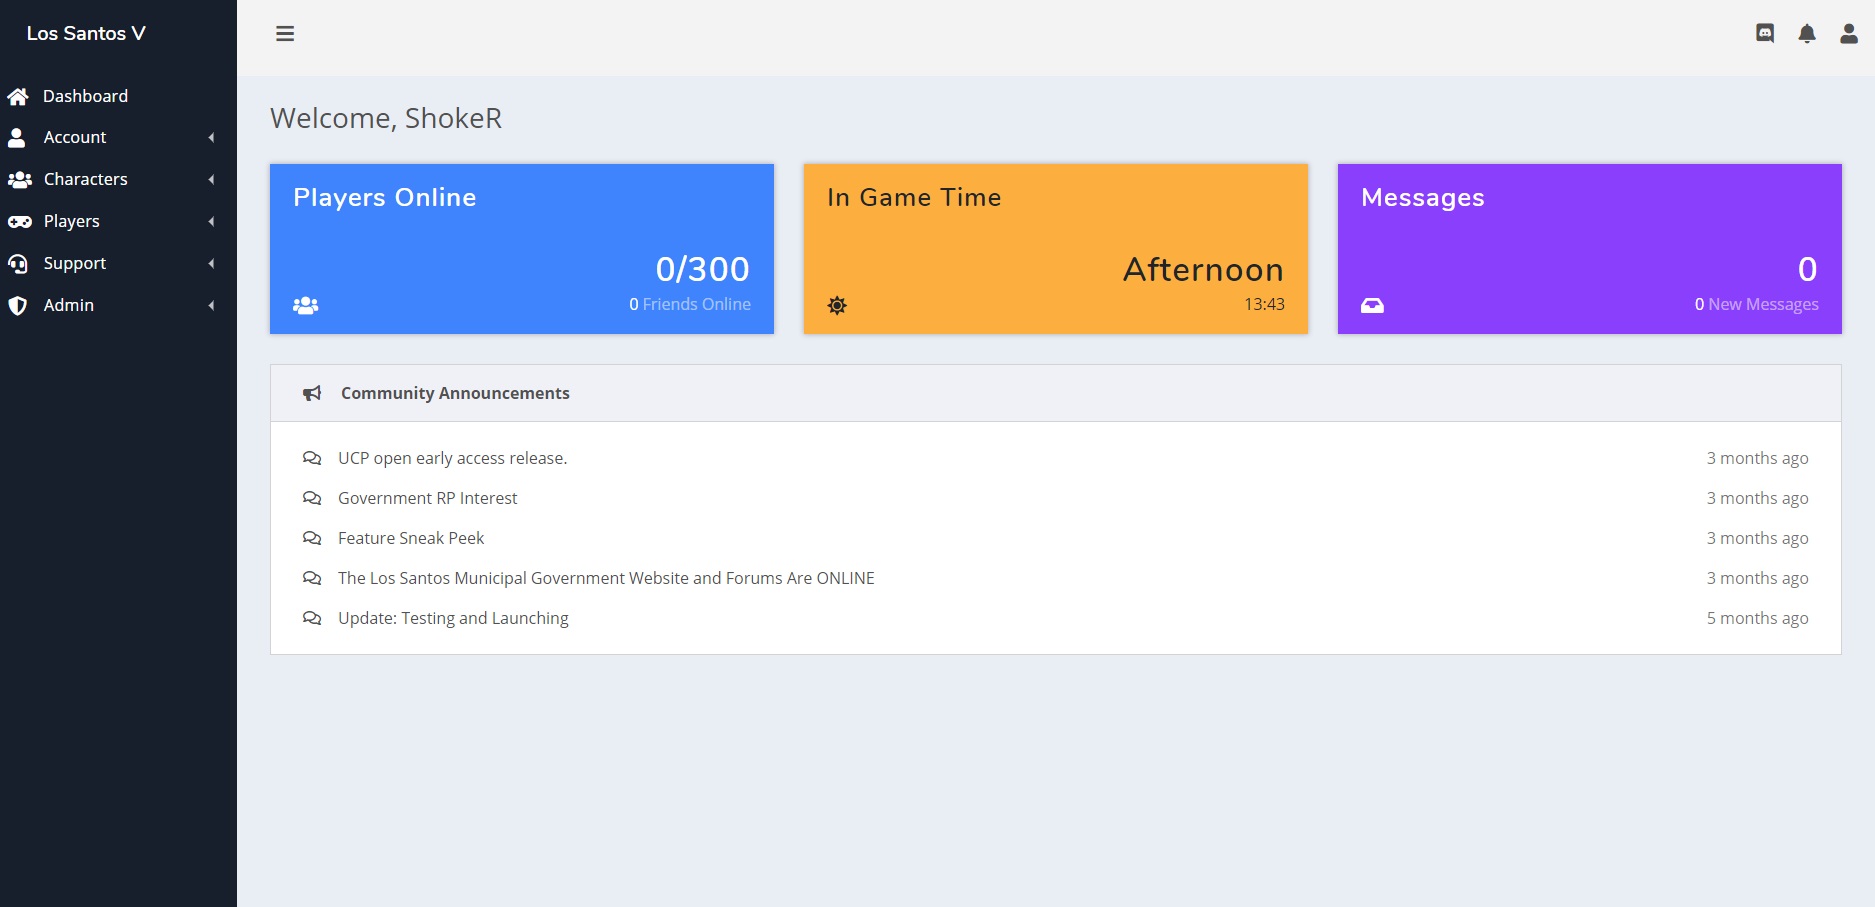 Los Santos V
Dashboard
Account
Characters
Players
Support
Admin
Welcome, ShokeR
Players Online
0/300
0 Friends Online
In Game Time
Afternoon
13:43
Messages
0
0 New Messages
Community Announcements
UCP open early access release. 3 months ago
Government RP Interest 3 months ago
Feature Sneak Peek 3 months ago
The Los Santos Municipal Government Website and Forums Are ONLINE 3 months ago
Update: Testing and Launching 5 months ago